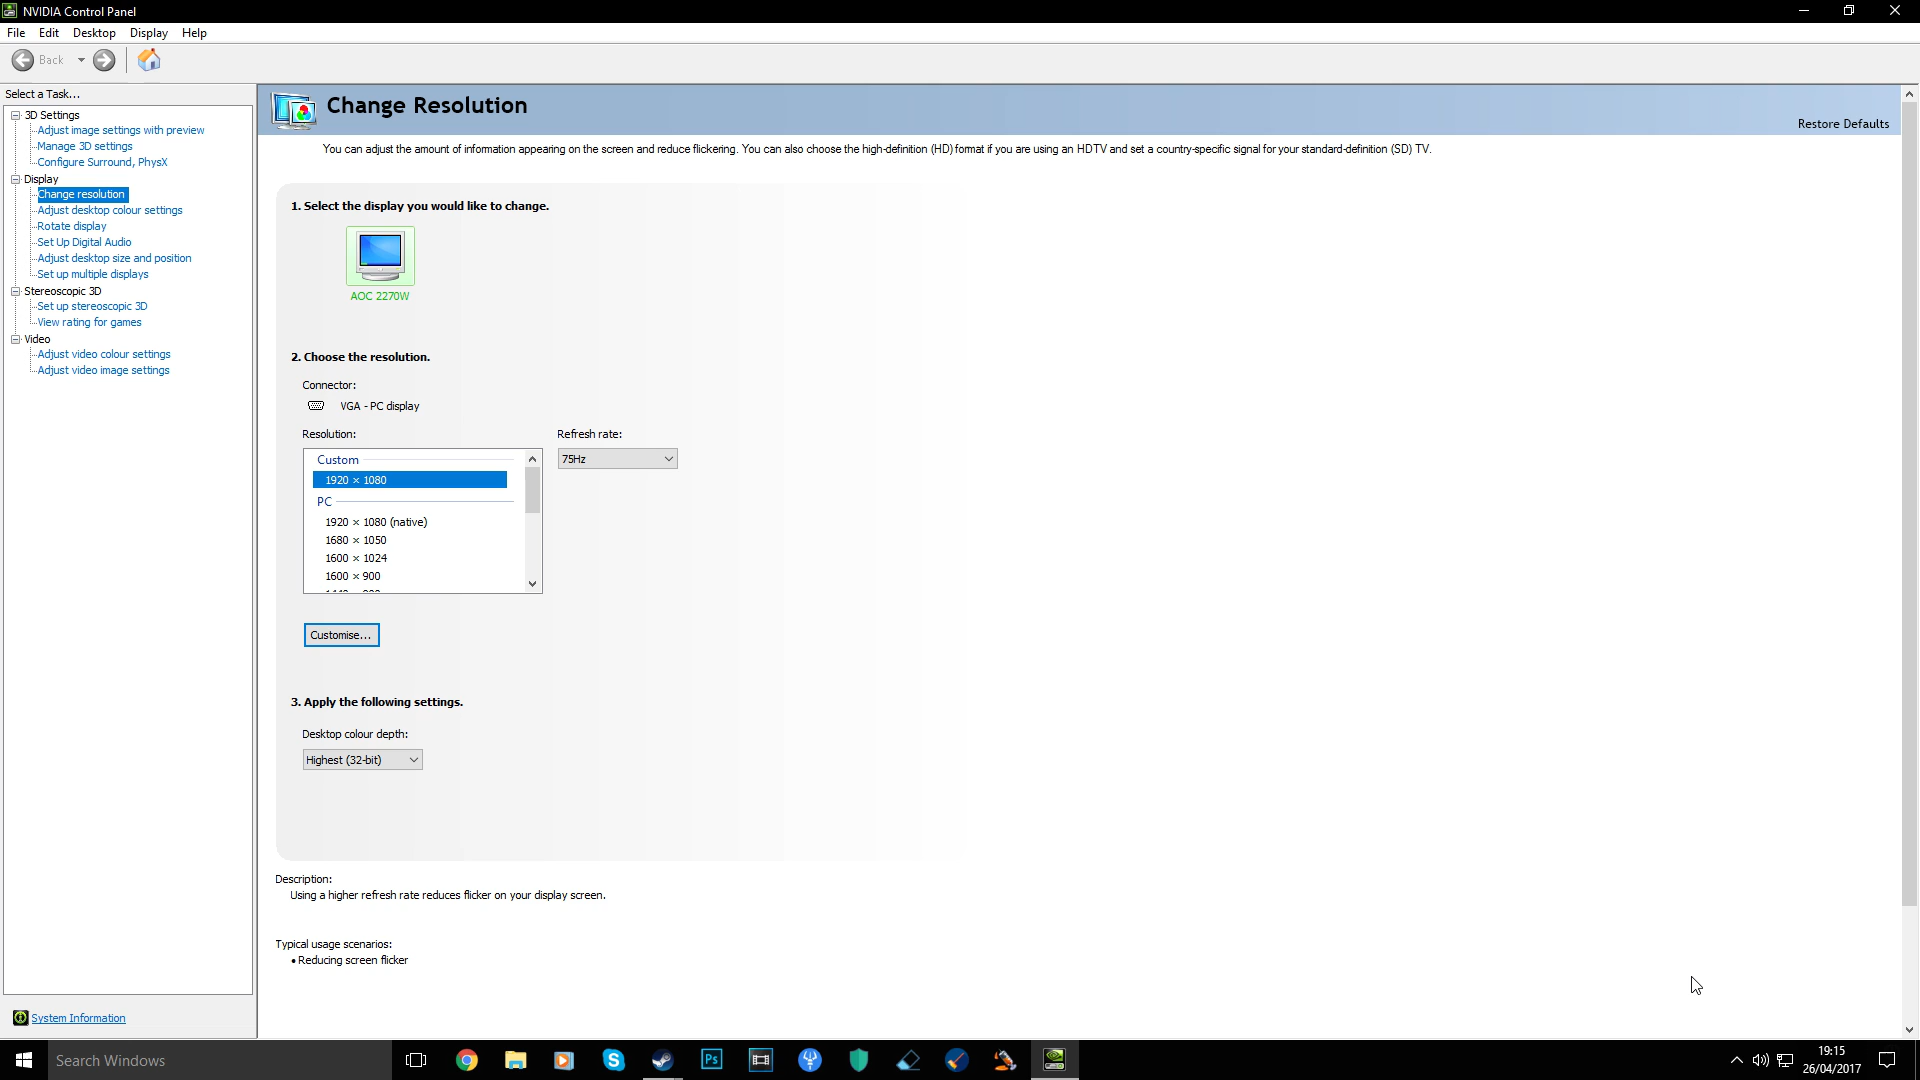 NVIDIA Control Panel
File Edit Desktop Display Help
Back
Select a Task...
3D Settings
Adjust image settings with preview
Manage 3D settings
Configure Surround, PhysX
Display
Change resolution
Adjust desktop colour settings
Rotate display
Set Up Digital Audio
Adjust desktop size and position
Set up multiple displays
Stereoscopic 3D
Set up stereoscopic 3D
View rating for games
Video
Adjust video colour settings
Adjust video image settings
System Information
Change Resolution
Restore Defaults
You can adjust the amount of information appearing on the screen and reduce flickering. You can also choose the high-definition (HD) format if you are using an HDTV and set a country-specific signal for your standard-definition (SD) TV.
1. Select the display you would like to change.
AOC 2270W
2. Choose the resolution.
Connector:
VGA - PC display
Resolution:
Refresh rate:
Custom
75Hz
1920 × 1080
PC
1920 × 1080 (native)
1680 × 1050
1600 × 1024
1600 × 900
Customise...
3. Apply the following settings.
Desktop colour depth:
Highest (32-bit)
Description:
Using a higher refresh rate reduces flicker on your display screen.
Typical usage scenarios:
• Reducing screen flicker
Search Windows
Ps
19:15
26/04/2017